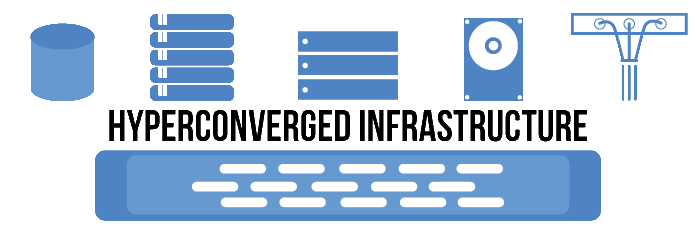 HYPERCONVERGED INFRASTRUCTURE